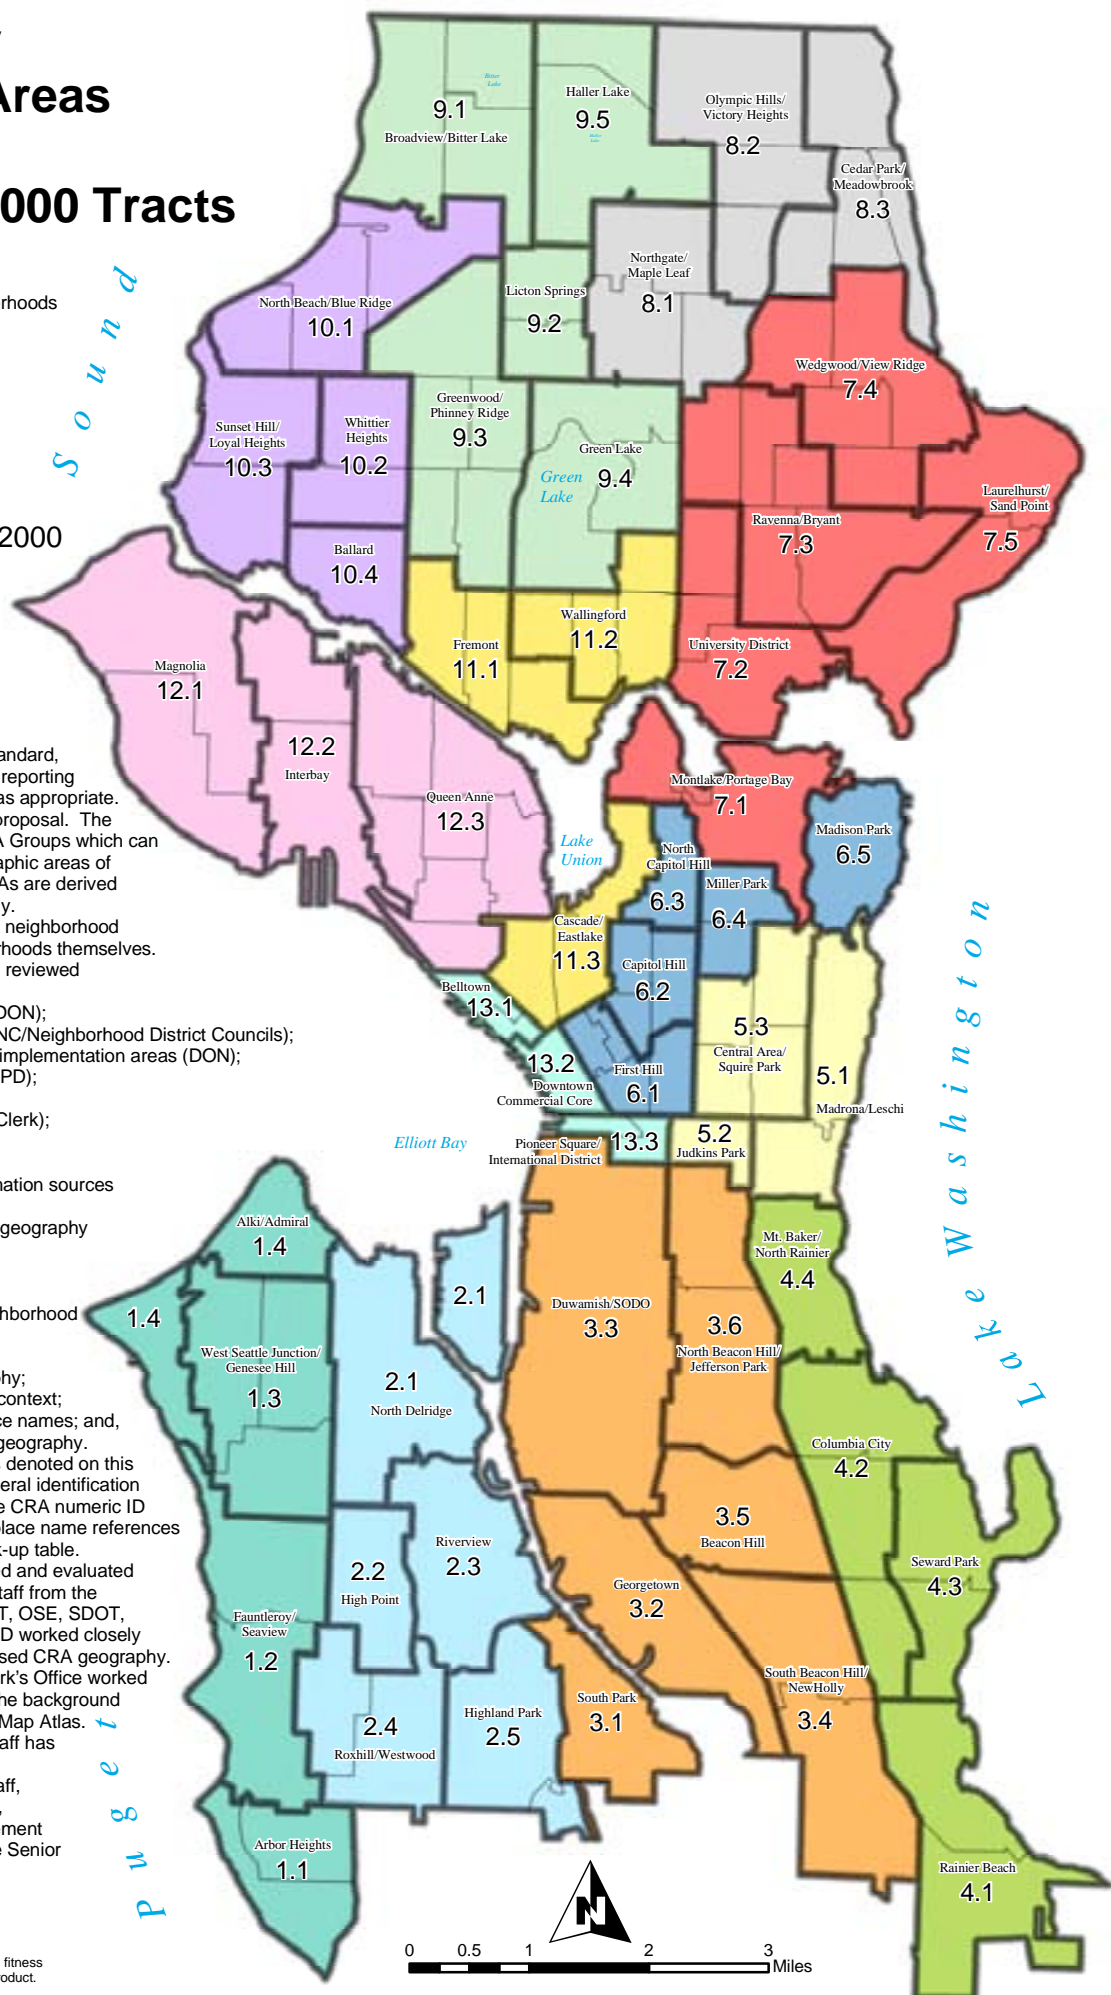 Areas
000 Tracts
rhoods
2000
andard,
reporting
as appropriate.
proposal. The
A Groups which can
raphic areas of
As are derived
y.
neighborhood
rhoods themselves.
reviewed
DON);
NC/Neighborhood District Councils);
implementation areas (DON);
PD);
Clerk);
nation sources
geography
hborhood
hy;
context;
ce names; and,
geography.
denoted on this
neral identification
e CRA numeric ID
place name references
k-up table.
ed and evaluated
staff from the
T, OSE, SDOT,
D worked closely
sed CRA geography.
rk's Office worked
he background
Map Atlas.
aff has
aff,
,
ement
e Senior
fitness
roduct.
Puget Sound
Lake Washington
Elliott Bay
Lake
Union
Green
Lake
Bitter
Lake
Haller
Lake
9.1
Broadview/Bitter Lake
Haller Lake
9.5
Olympic Hills/
Victory Heights
8.2
Cedar Park/
Meadowbrook
8.3
North Beach/Blue Ridge
10.1
Licton Springs
9.2
Northgate/
Maple Leaf
8.1
Wedgwood/View Ridge
7.4
Sunset Hill/
Loyal Heights
10.3
Whittier
Heights
10.2
Greenwood/
Phinney Ridge
9.3
Green Lake
9.4
Ravenna/Bryant
7.3
Laurelhurst/
Sand Point
7.5
Ballard
10.4
Fremont
11.1
Wallingford
11.2
University District
7.2
Magnolia
12.1
12.2
Interbay
Queen Anne
12.3
Montlake/Portage Bay
7.1
Madison Park
6.5
North
Capitol Hill
6.3
Miller Park
6.4
Cascade/
Eastlake
11.3
Capitol Hill
6.2
Belltown
13.1
13.2
Downtown
Commercial Core
First Hill
6.1
5.3
Central Area/
Squire Park
5.1
Madrona/Leschi
Pioneer Square/
International District
13.3
5.2
Judkins Park
Alki/Admiral
1.4
1.4
2.1
West Seattle Junction/
Genesee Hill
1.3
2.1
North Delridge
Duwamish/SODO
3.3
3.6
North Beacon Hill/
Jefferson Park
Mt. Baker/
North Rainier
4.4
Columbia City
4.2
3.5
Beacon Hill
Riverview
2.3
2.2
High Point
Georgetown
3.2
Seward Park
4.3
Fauntleroy/
Seaview
1.2
South Beacon Hill/
NewHolly
3.4
South Park
3.1
Highland Park
2.5
2.4
Roxhill/Westwood
Arbor Heights
1.1
Rainier Beach
4.1
N
0 0.5 1 2 3
Miles